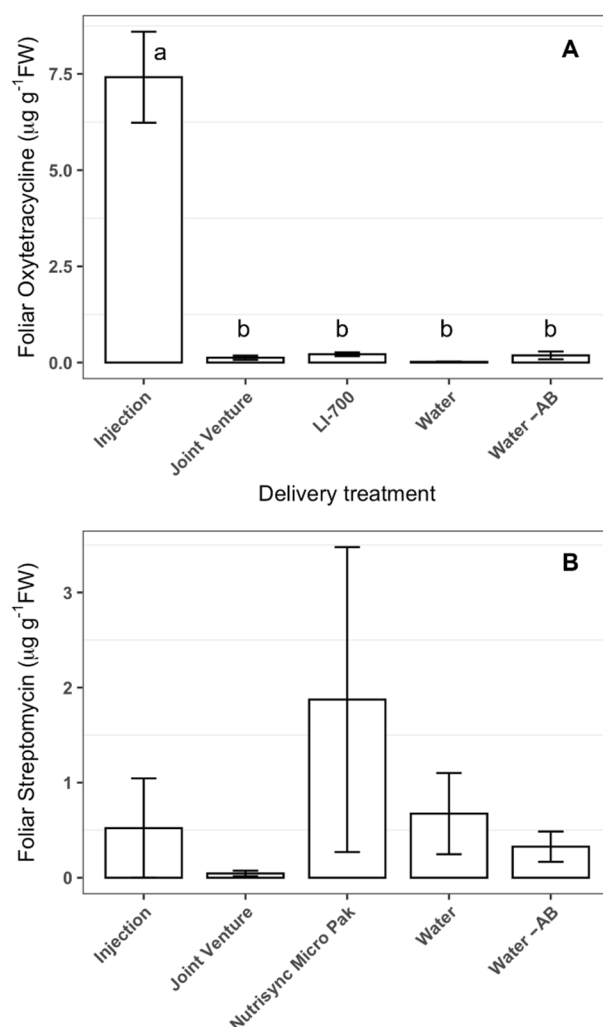 A
a
Foliar Oxytetracycline (μg g⁻¹FW)
7.5
5.0
2.5
0.0
b b b b
Injection Joint Venture LI-700 Water Water −AB
Delivery treatment
B
Foliar Streptomycin (μg g⁻¹FW)
3
2
1
0
Injection Joint Venture Nutrisync Micro Pak Water Water −AB